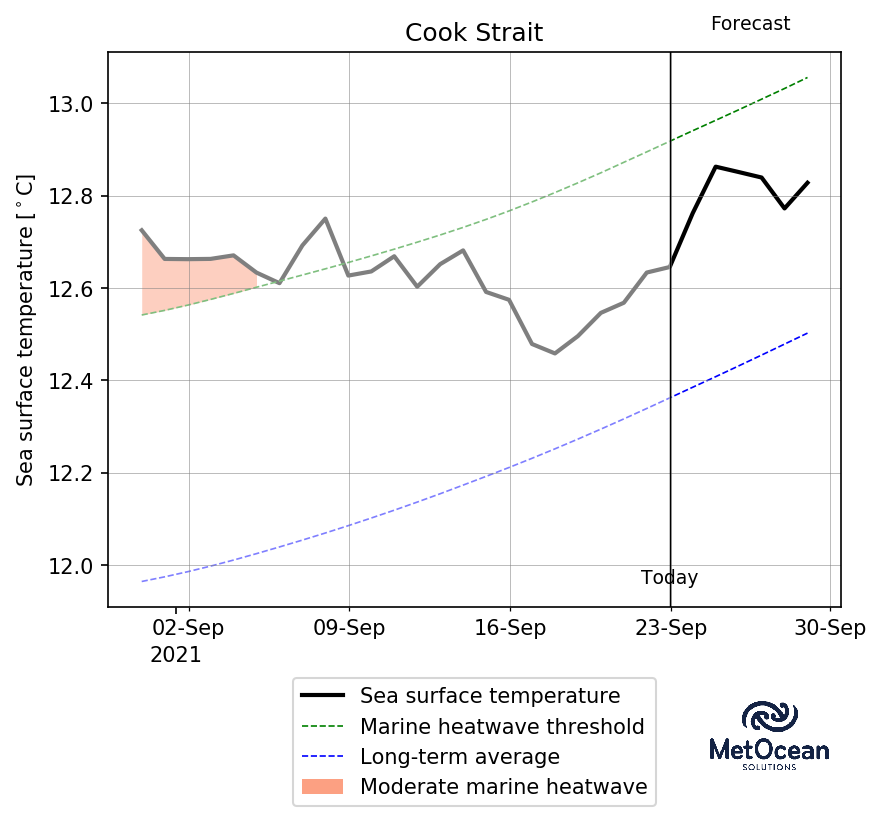 Forecast
Cook Strait
Sea surface temperature [°C]
13.0
12.8
12.6
12.4
12.2
12.0
Today
02-Sep 09-Sep 16-Sep 23-Sep 30-Sep
2021
Sea surface temperature
Marine heatwave threshold
Long-term average
Moderate marine heatwave
MetOcean
SOLUTIONS